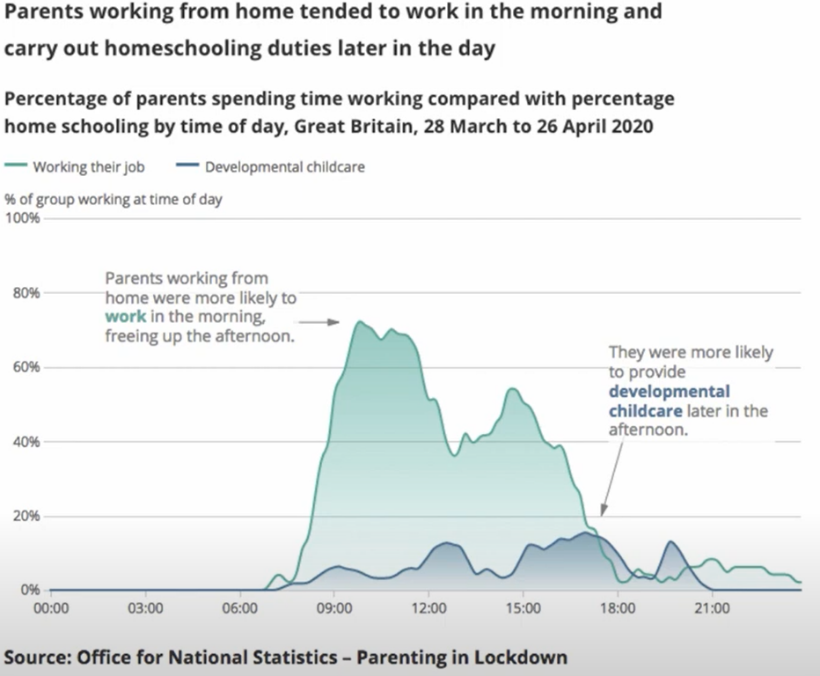 Parents working from home tended to work in the morning and
carry out homeschooling duties later in the day
Percentage of parents spending time working compared with percentage
home schooling by time of day, Great Britain, 28 March to 26 April 2020
Working their job Developmental childcare
% of group working at time of day
100%
Parents working from
80% home were more likely to
work in the morning,
freeing up the afternoon.
They were more likely
60% to provide
developmental
childcare later in the
afternoon.
40%
20%
0%
00:00 03:00 06:00 09:00 12:00 15:00 18:00 21:00
Source: Office for National Statistics – Parenting in Lockdown